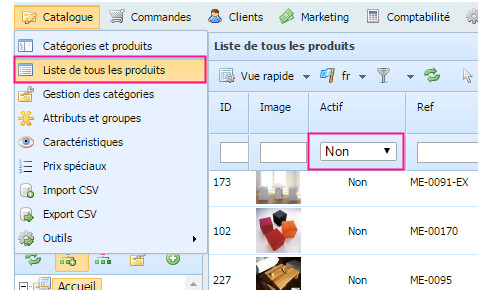 Catalogue Commandes Clients Marketing Comptabilité
Catégories et produits
Liste de tous les produits
Gestion des catégories
Attributs et groupes
Caractéristiques
Prix spéciaux
Import CSV
Export CSV
Outils
Accueil
Liste de tous les produits
Vue rapide fr
ID Image Actif Ref
Non
173 Non ME-0091-EX
102 Non ME-00170
227 Non ME-0095